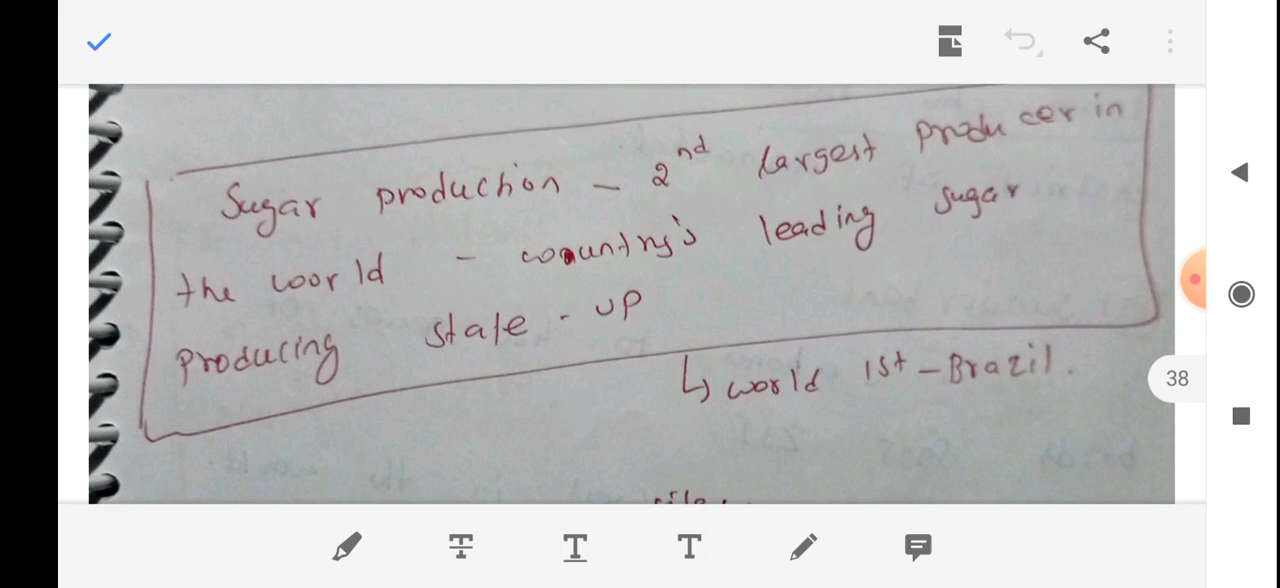 Sugar production - 2nd largest producer in
the world - country's leading sugar
producing state - UP
↳ world 1st - Brazil.
38